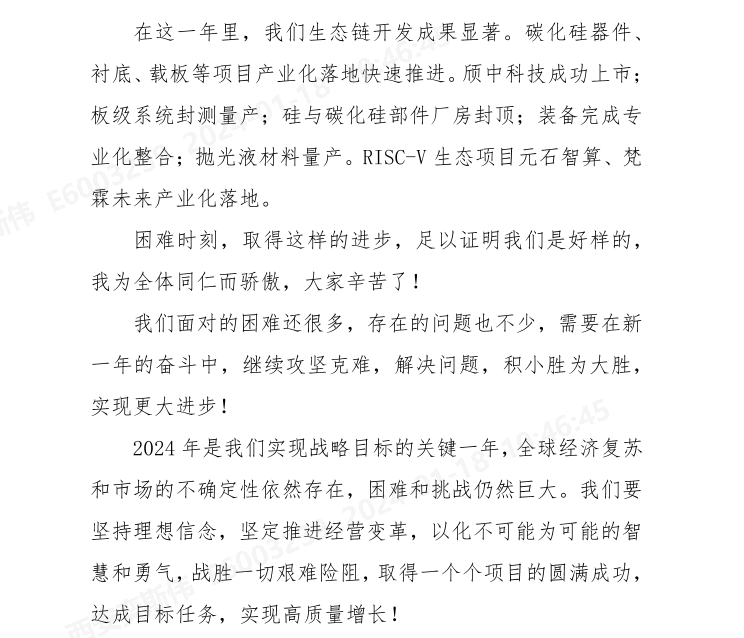 在这一年里，我们生态链开发成果显著。碳化硅器件、
衬底、载板等项目产业化落地快速推进。颀中科技成功上市；
板级系统封测量产；硅与碳化硅部件厂房封顶；装备完成专
业化整合；抛光液材料量产。RISC-V 生态项目元石智算、梵
霖未来产业化落地。
困难时刻，取得这样的进步，足以证明我们是好样的，
我为全体同仁而骄傲，大家辛苦了！
我们面对的困难还很多，存在的问题也不少，需要在新
一年的奋斗中，继续攻坚克难，解决问题，积小胜为大胜，
实现更大进步！
2024 年是我们实现战略目标的关键一年，全球经济复苏
和市场的不确定性依然存在，困难和挑战仍然巨大。我们要
坚持理想信念，坚定推进经营变革，以化不可能为可能的智
慧和勇气，战胜一切艰难险阻，取得一个个项目的圆满成功，
达成目标任务，实现高质量增长！